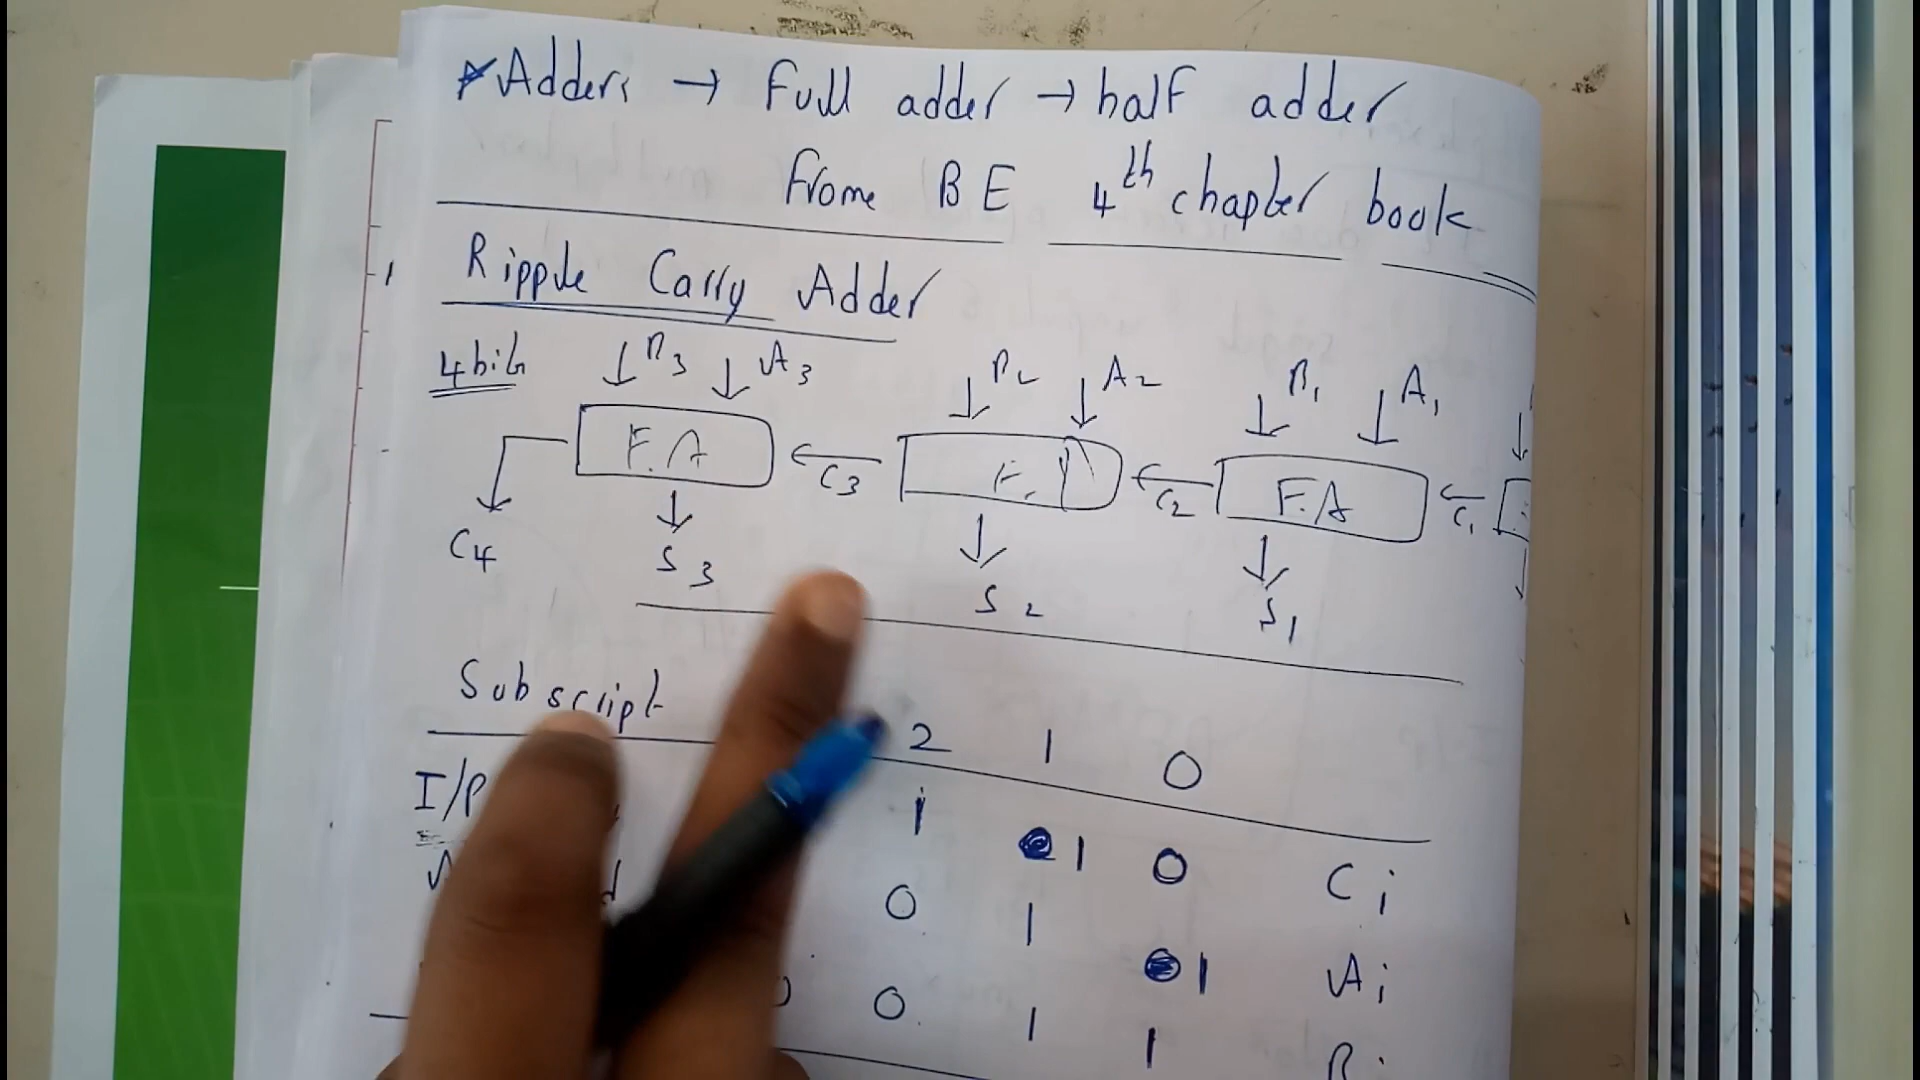 Adders → Full adder → half adder
From BE 4th chapter book
Ripple Carry Adder
4 bit B3 A3 B2 A2 B1 A1
F.A C3 F. C2 F.A C1
C4 S3 S2 S1
Subscript 2 1 0
I/P 1 1 0 Ci
0 1 1 Ai
0 1 1 Bi